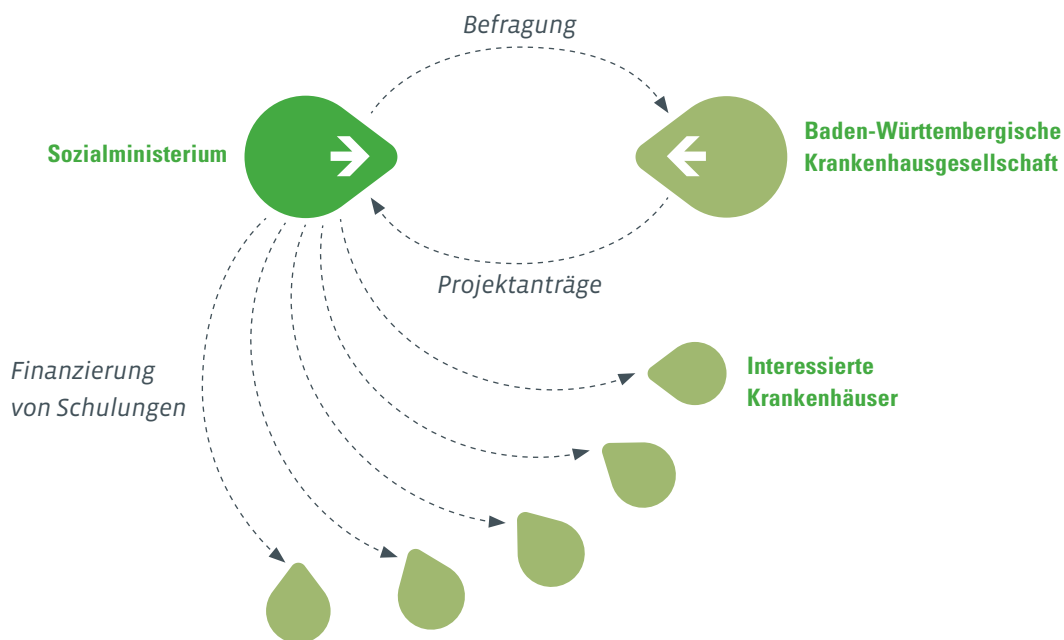 Befragung
Sozialministerium
Baden-Württembergische
Krankenhausgesellschaft
Projektanträge
Finanzierung
von Schulungen
Interessierte
Krankenhäuser